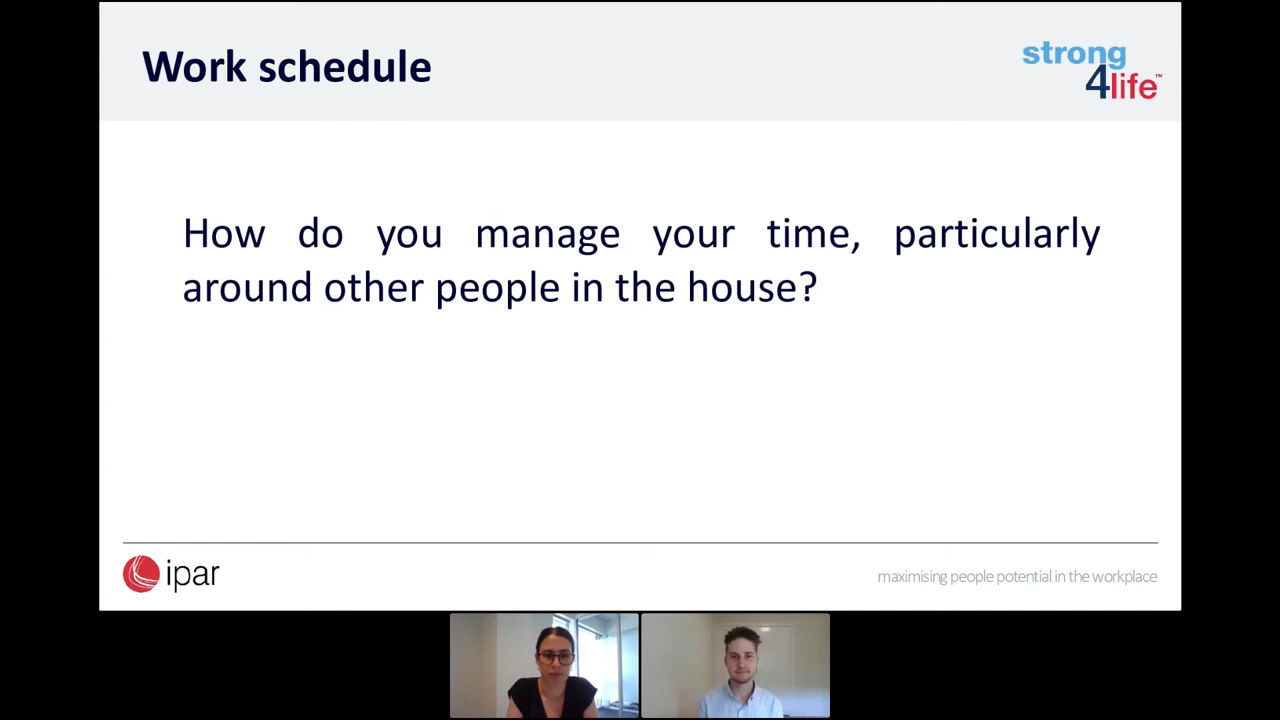 Work schedule
strong
4life™
How do you manage your time, particularly
around other people in the house?
ipar
maximising people potential in the workplace